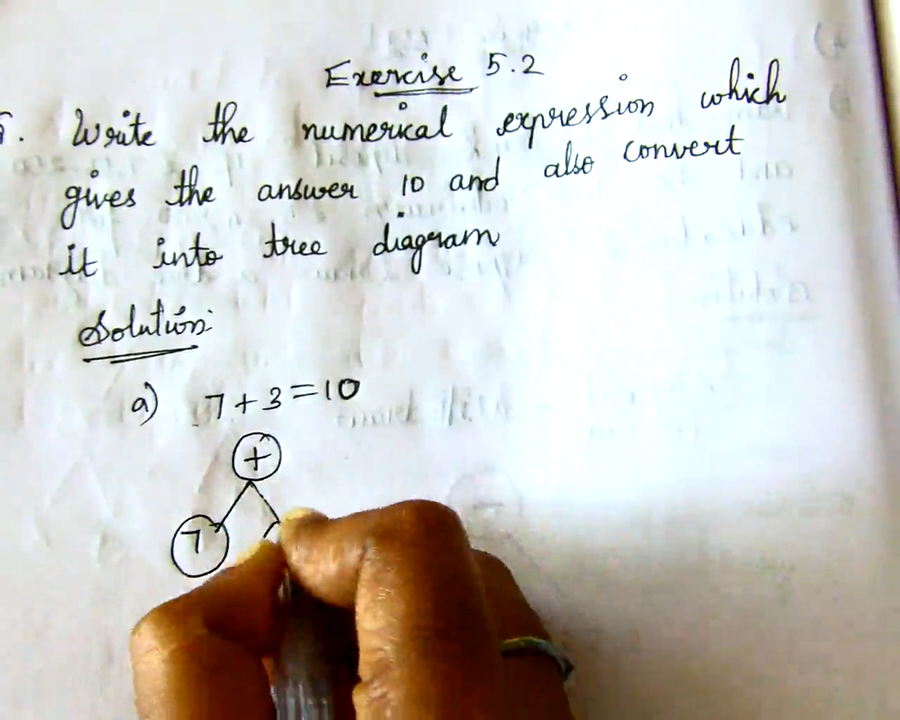 Exercise 5.2
5. Write the numerical expression which
gives the answer 10 and also convert
it into tree diagram
Solution:
a) 7+3=10
+
7